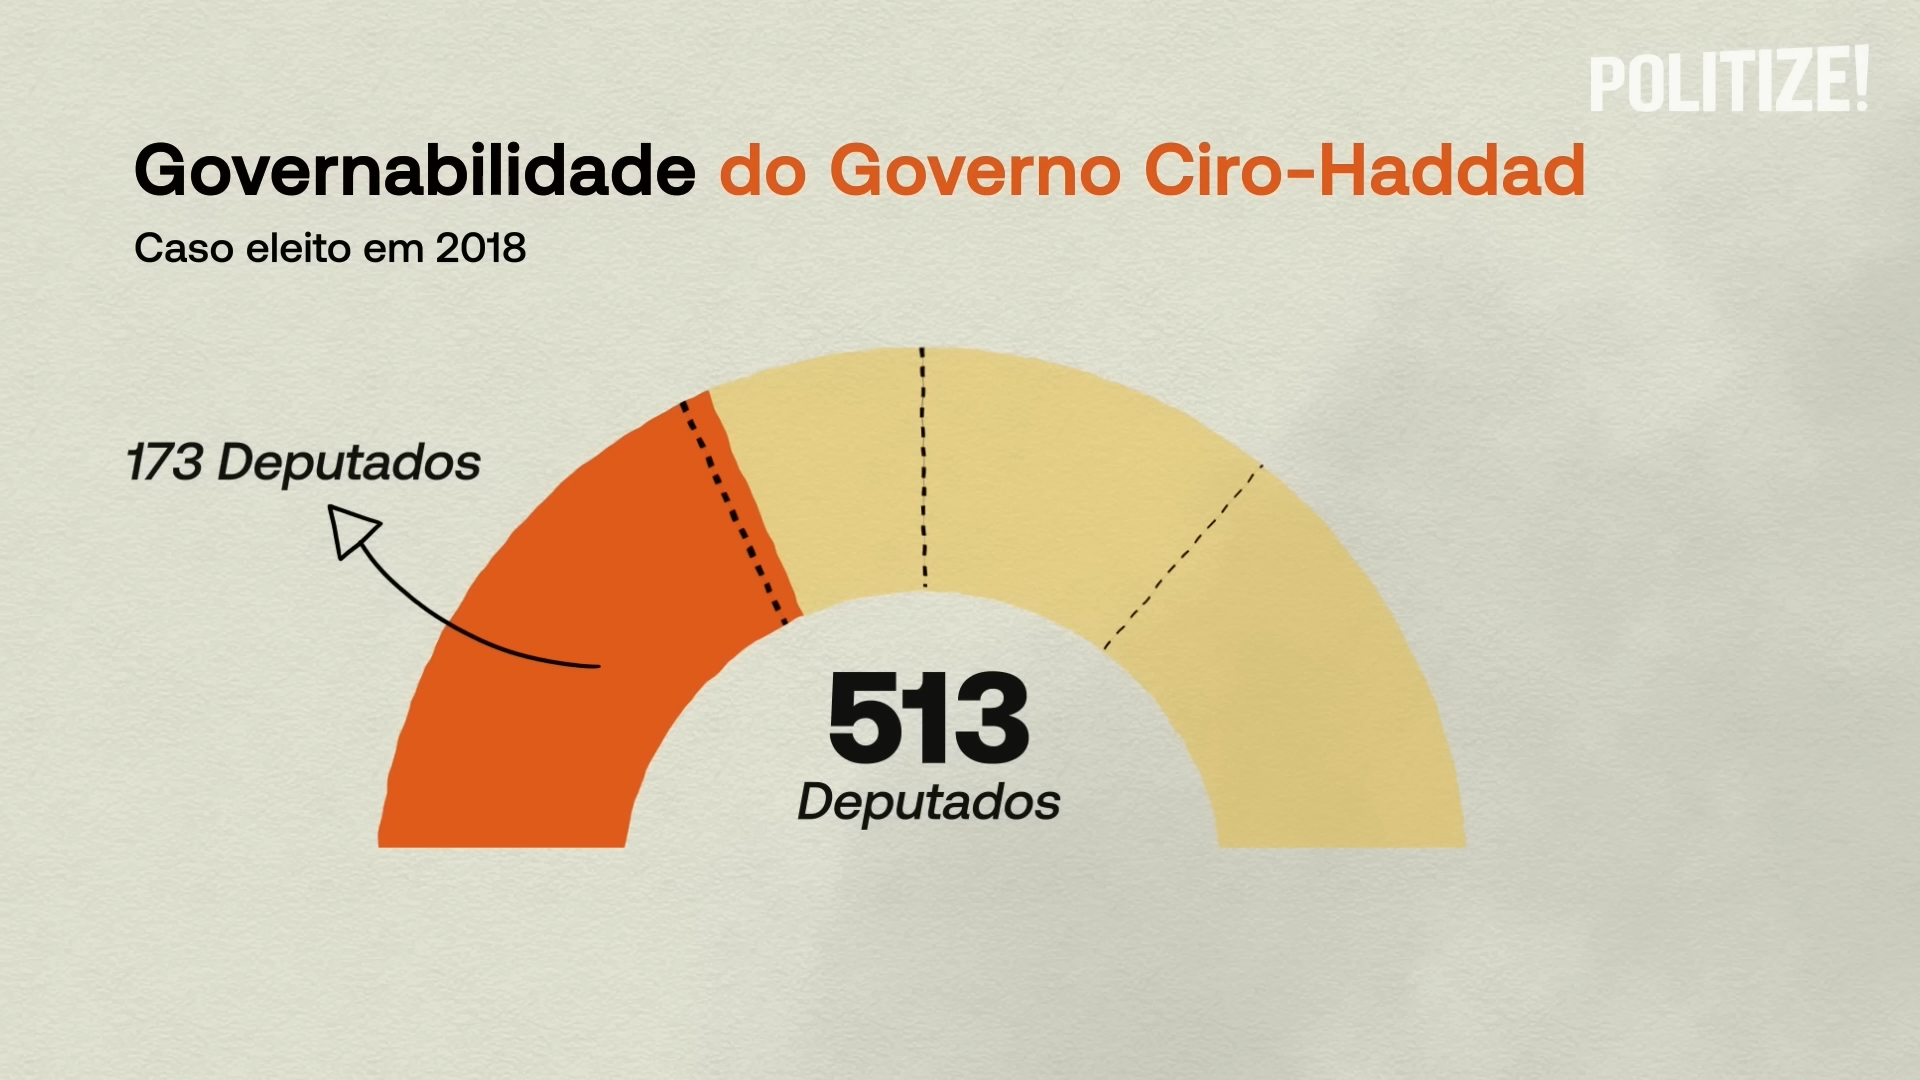 POLITIZE!
Governabilidade do Governo Ciro-Haddad
Caso eleito em 2018
173 Deputados
513
Deputados